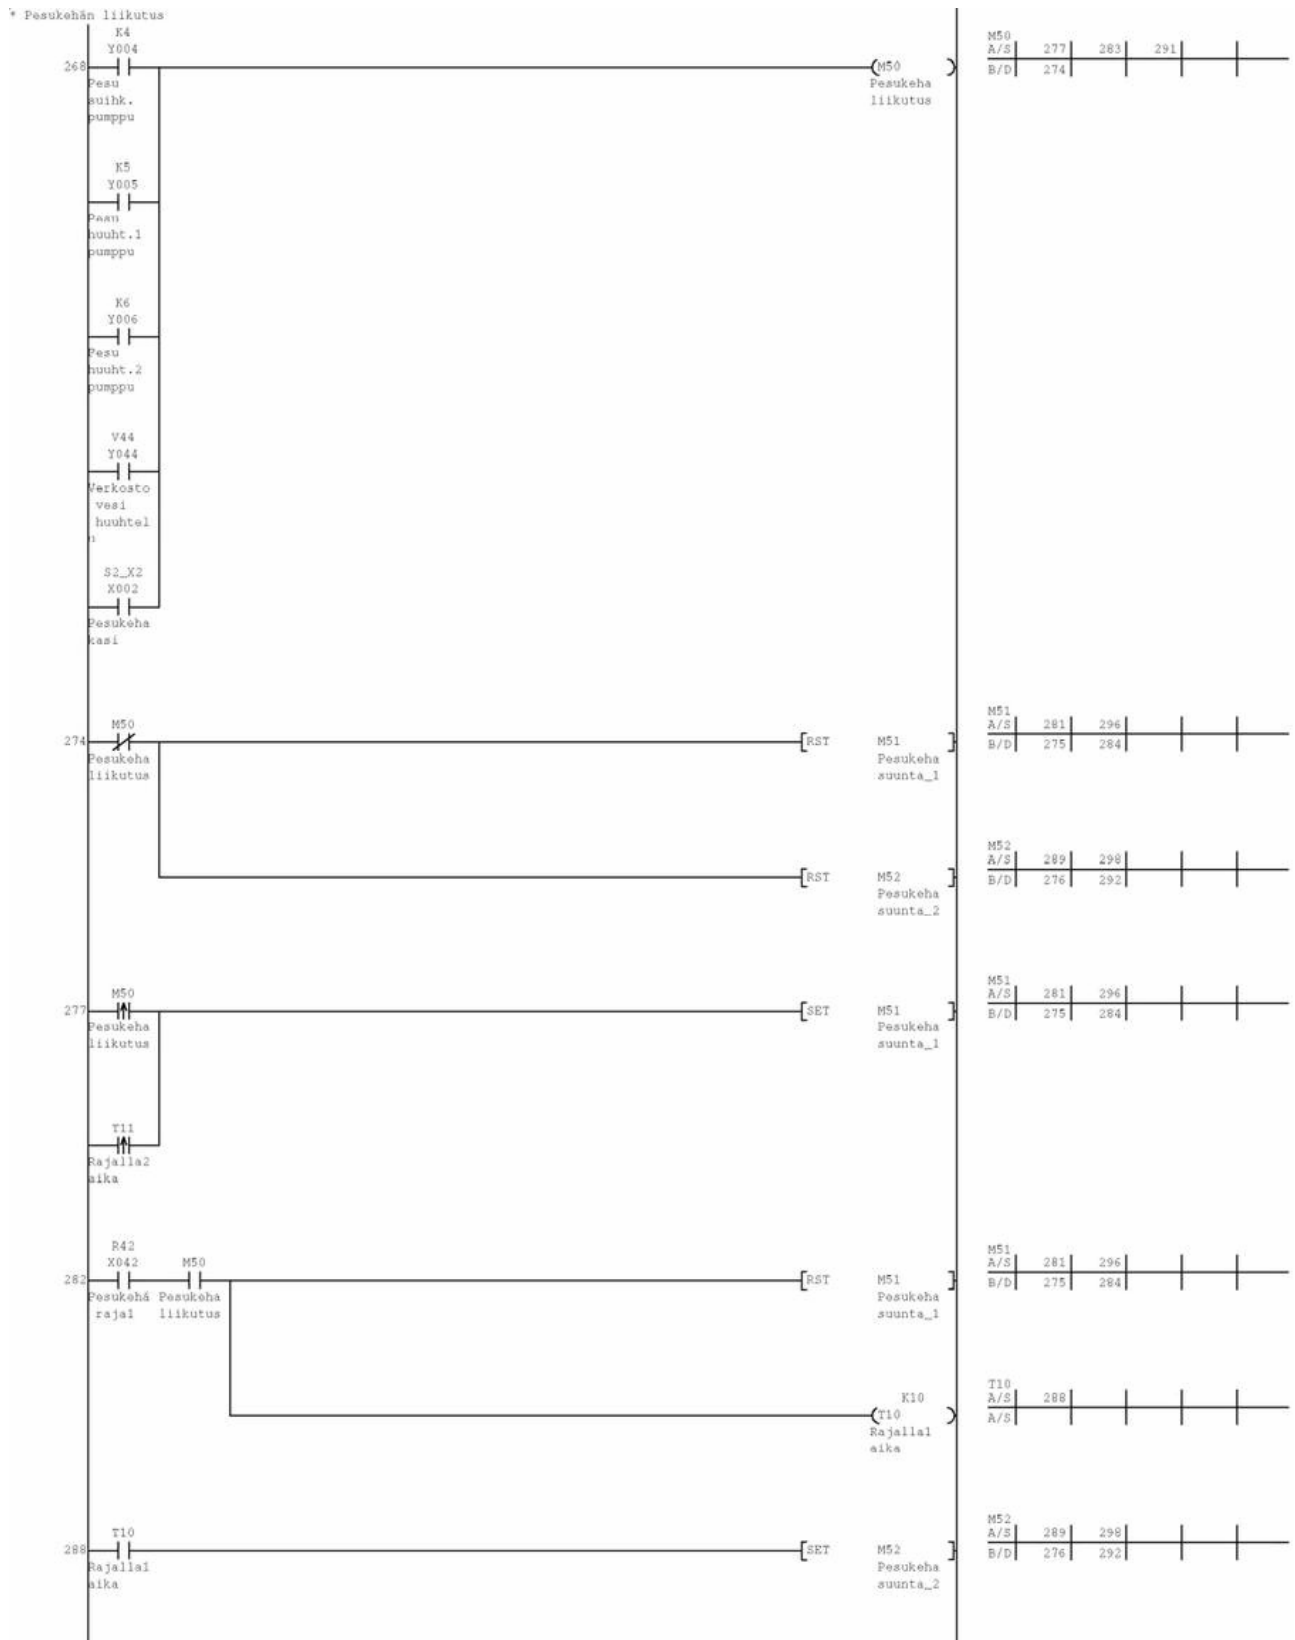 * Pesukehän liikutus
K4
Y004
268
Pesu
suihk.
pumppu
(M50 )
Pesukeha
liikutus
M50
A/S 277 283 291
B/D 274
K5
Y005
Pesu
huuht.1
pumppu
K6
Y006
Pesu
huuht.2
pumppu
V44
Y044
Verkosto
vesi
huuhtel
S2_X2
X002
Pesukeha
kasi
M50
274
Pesukeha
liikutus
[RST M51 ]
Pesukeha
suunta_1
M51
A/S 281 296
B/D 275 284
[RST M52 ]
Pesukeha
suunta_2
M52
A/S 289 298
B/D 276 292
M50
277
Pesukeha
liikutus
[SET M51 ]
Pesukeha
suunta_1
M51
A/S 281 296
B/D 275 284
T11
Rajalla2
aika
R42
X042 M50
282
Pesukehä Pesukeha
raja1 liikutus
[RST M51 ]
Pesukeha
suunta_1
M51
A/S 281 296
B/D 275 284
K10
(T10 )
Rajalla1
aika
T10
A/S 288
A/S
T10
288
Rajalla1
aika
[SET M52 ]
Pesukeha
suunta_2
M52
A/S 289 298
B/D 276 292